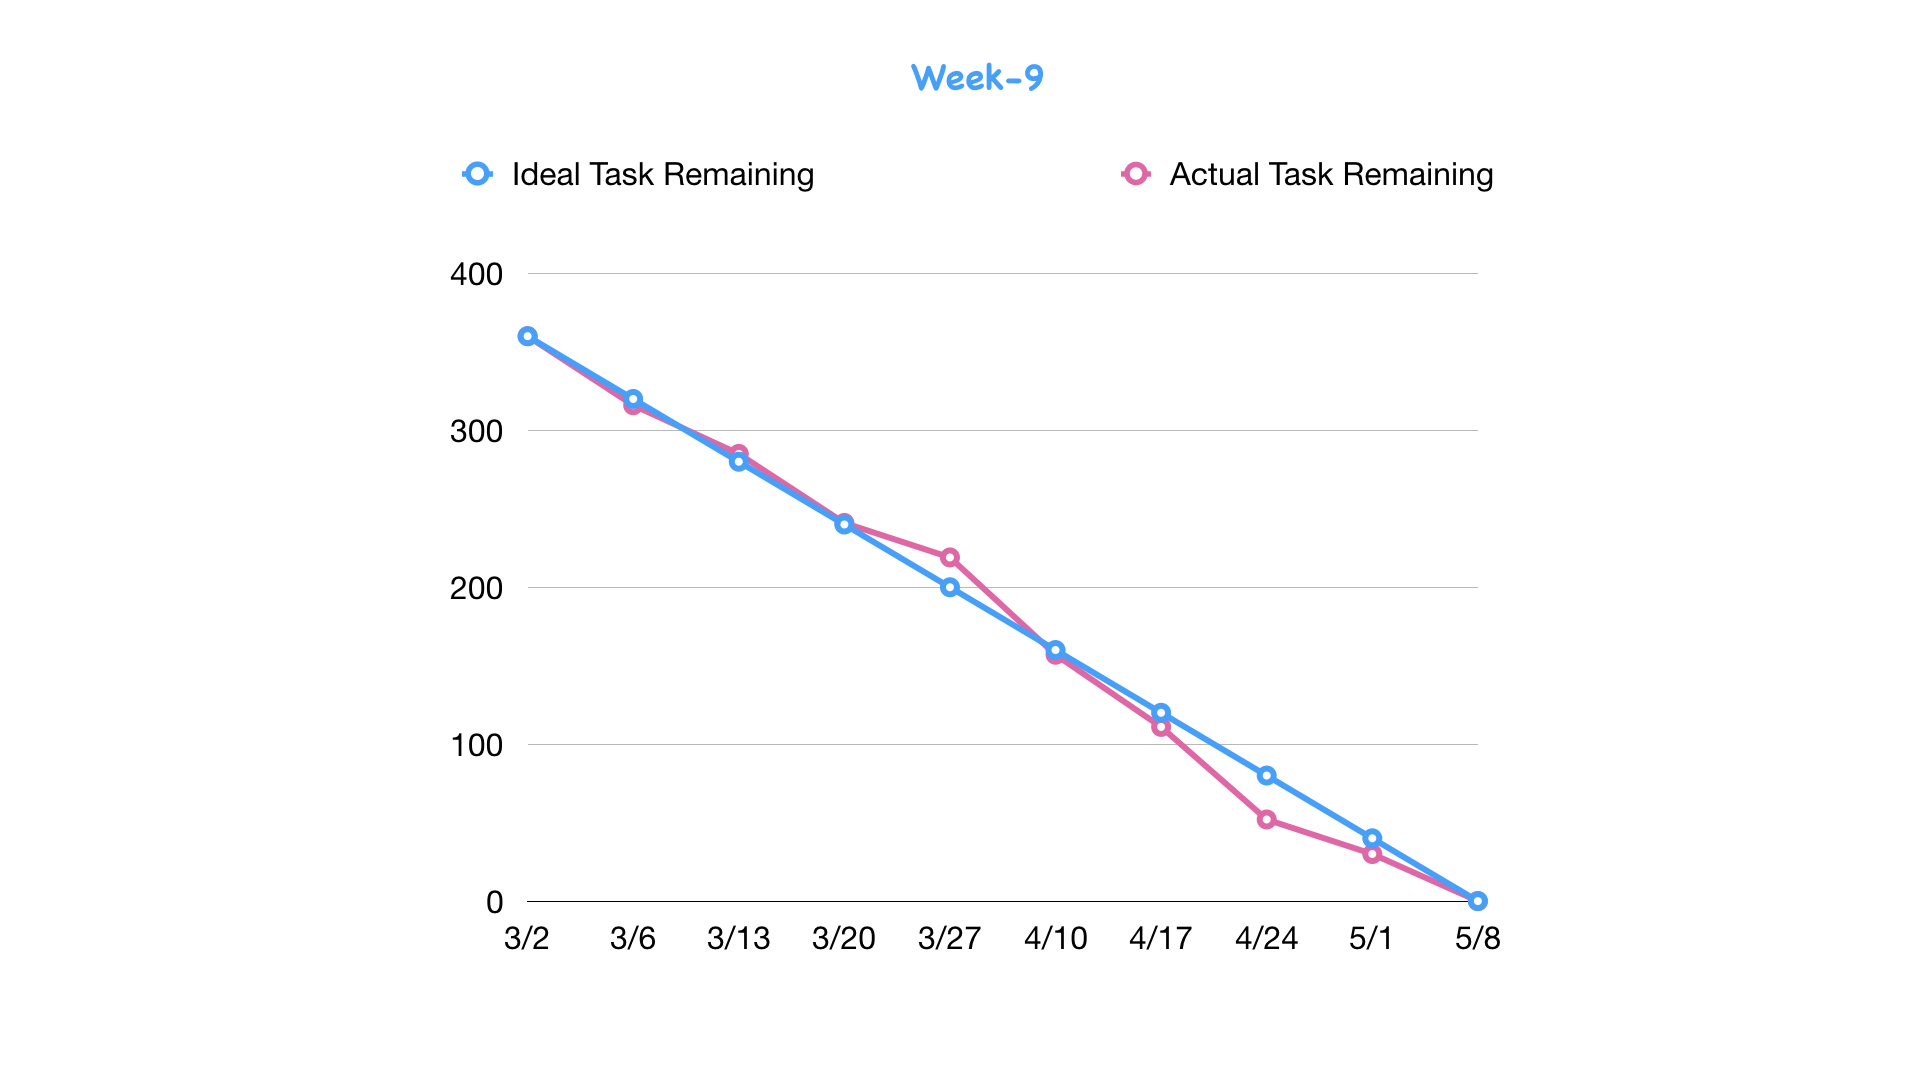 Week-9
Ideal Task Remaining
Actual Task Remaining
400
300
200
100
0
3/2 3/6 3/13 3/20 3/27 4/10 4/17 4/24 5/1 5/8